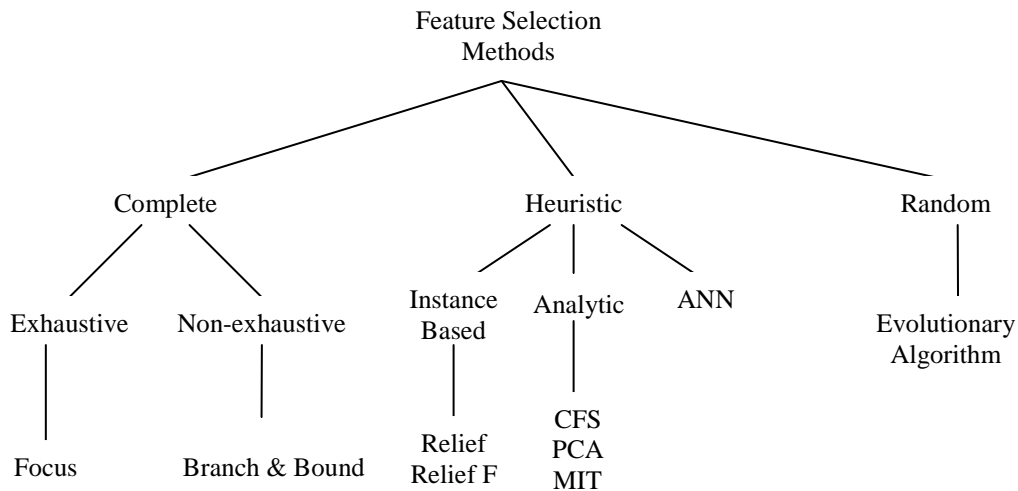 Feature Selection
Methods
Complete
Heuristic
Random
Exhaustive
Non-exhaustive
Instance
Based
Analytic
ANN
Evolutionary
Algorithm
Focus
Branch & Bound
Relief
Relief F
CFS
PCA
MIT